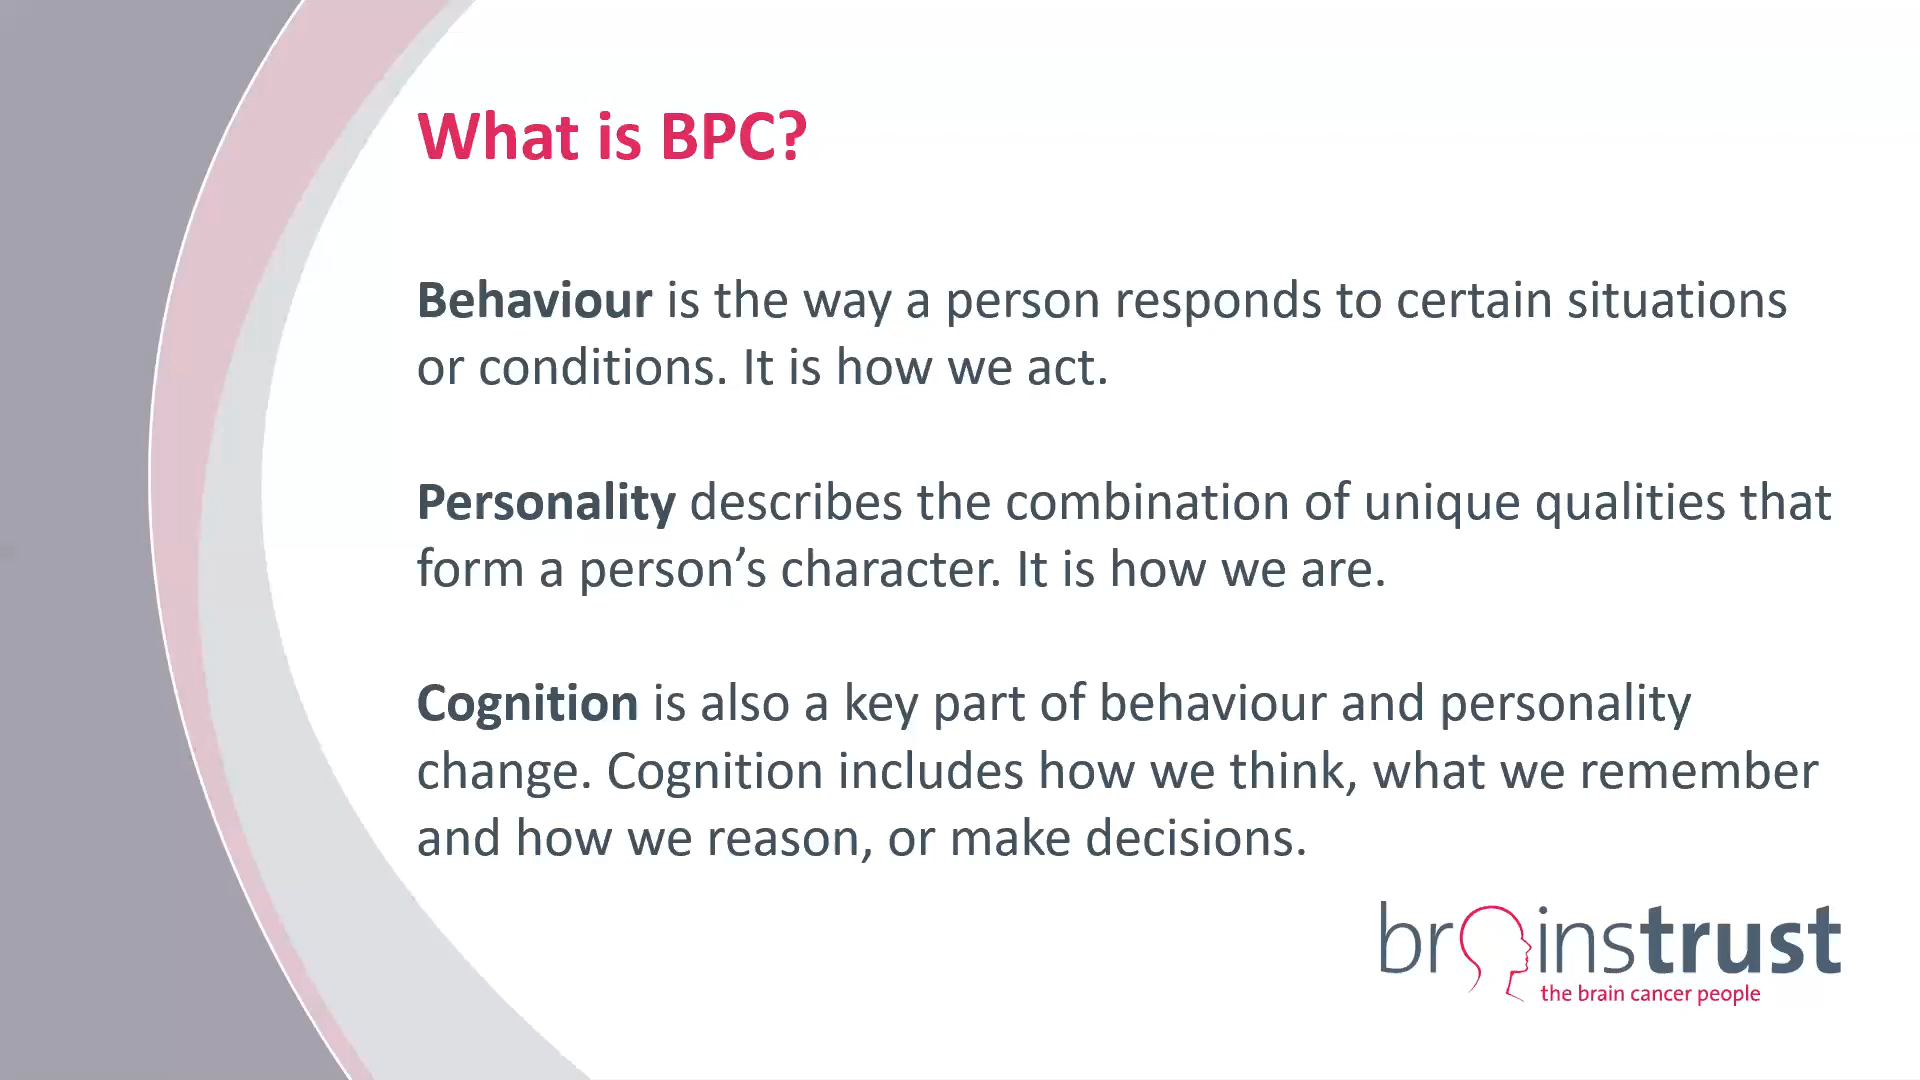 What is BPC?
Behaviour is the way a person responds to certain situations
or conditions. It is how we act.
Personality describes the combination of unique qualities that
form a person’s character. It is how we are.
Cognition is also a key part of behaviour and personality
change. Cognition includes how we think, what we remember
and how we reason, or make decisions.
brainstrust
the brain cancer people